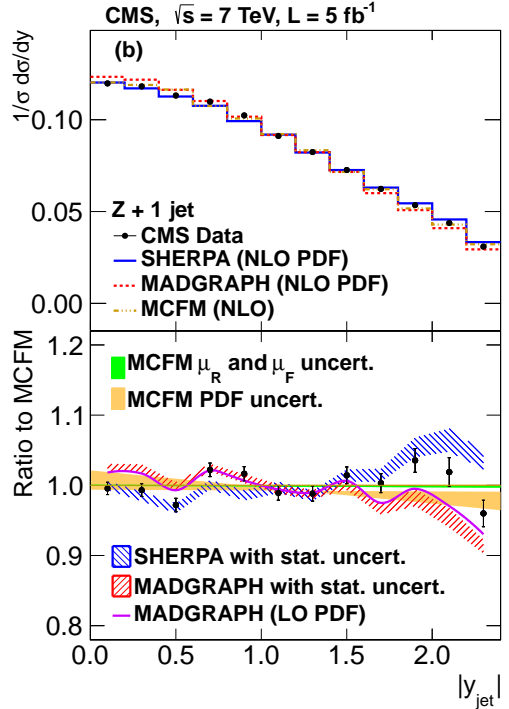 CMS, √s = 7 TeV, L = 5 fb⁻¹
(b)
1/σ dσ/dy
0.10
0.05
0.00
Z + 1 jet
CMS Data
SHERPA (NLO PDF)
MADGRAPH (NLO PDF)
MCFM (NLO)
Ratio to MCFM
1.2
1.1
1.0
0.9
0.8
MCFM μ_R and μ_F uncert.
MCFM PDF uncert.
SHERPA with stat. uncert.
MADGRAPH with stat. uncert.
MADGRAPH (LO PDF)
0.0 0.5 1.0 1.5 2.0
|y_jet|